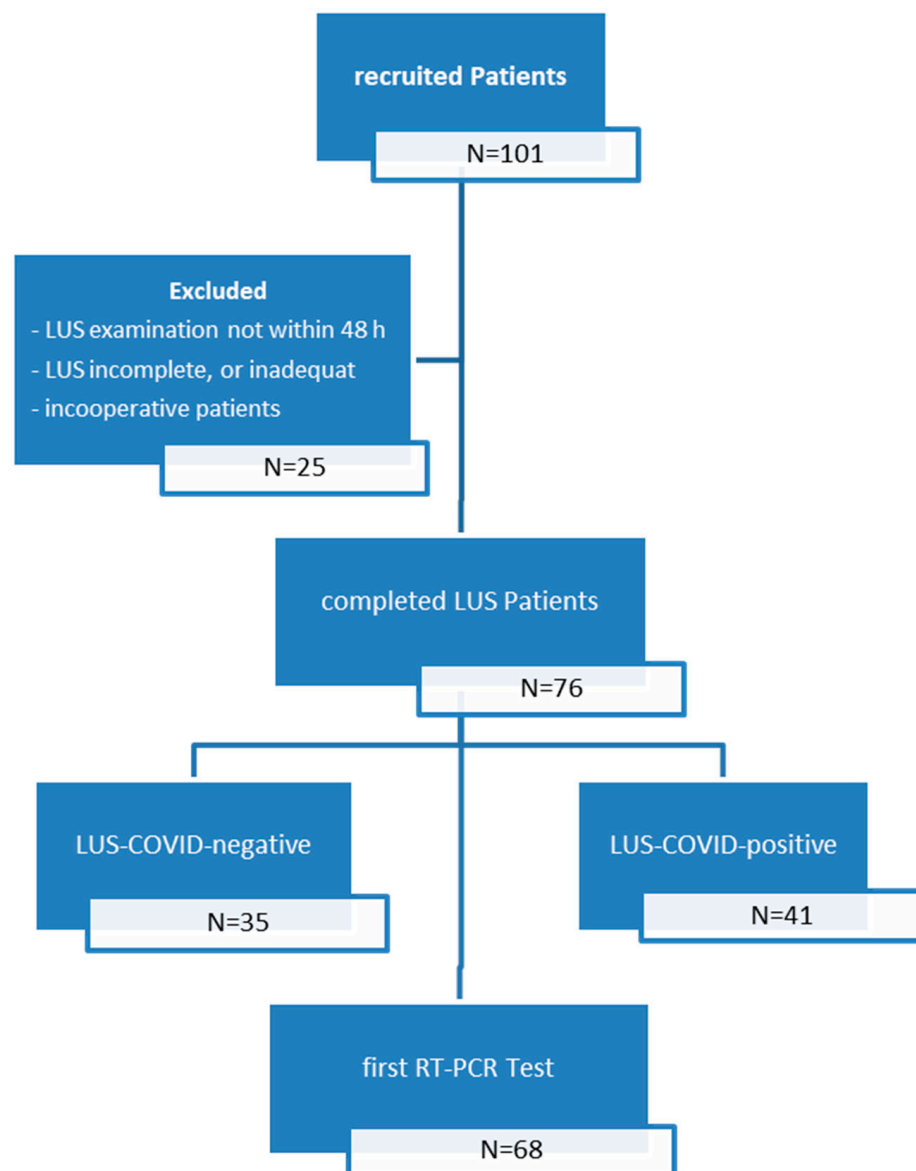 recruited Patients
N=101
Excluded
- LUS examination not within 48 h
- LUS incomplete, or inadequat
- incooperative patients
N=25
completed LUS Patients
N=76
LUS-COVID-negative
N=35
LUS-COVID-positive
N=41
first RT-PCR Test
N=68